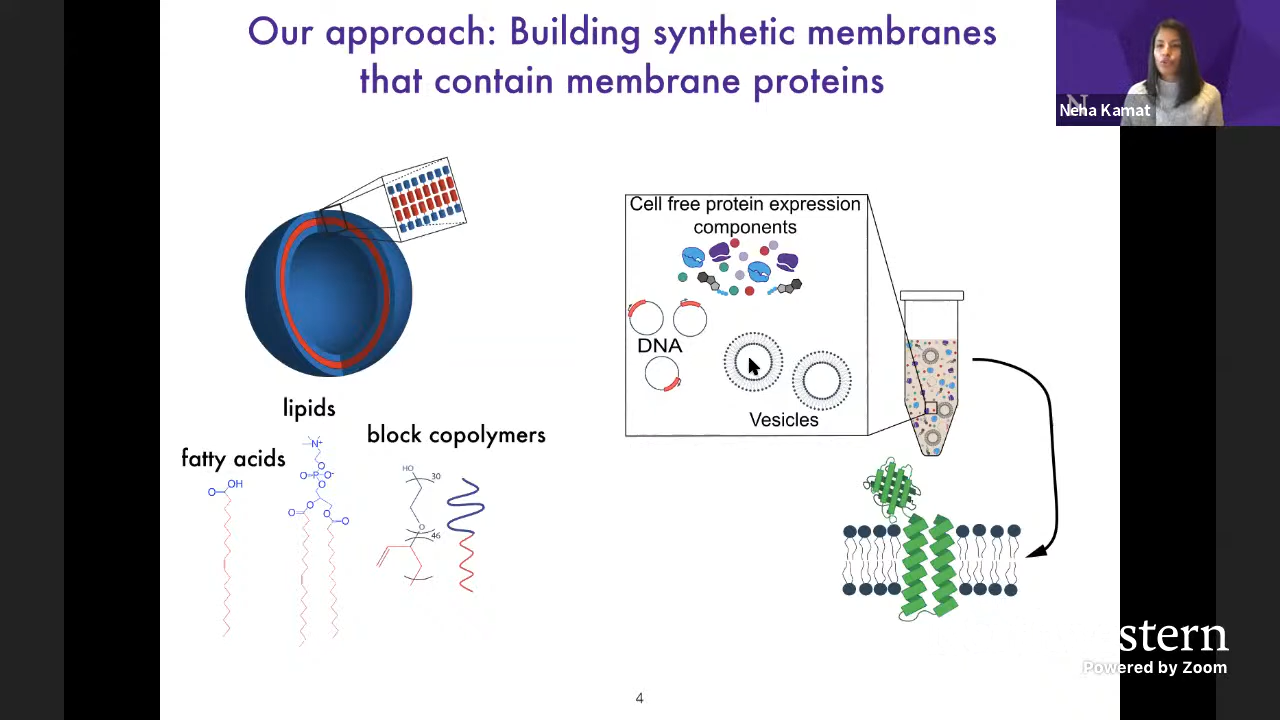 Our approach: Building synthetic membranes
that contain membrane proteins
Neha Kamat
Cell free protein expression
components
DNA
Vesicles
lipids
block copolymers
fatty acids
HO
30
N+
O
P
O-
O
O
OH
O
O
O
O
O
O
46
stern
Powered by Zoom
4